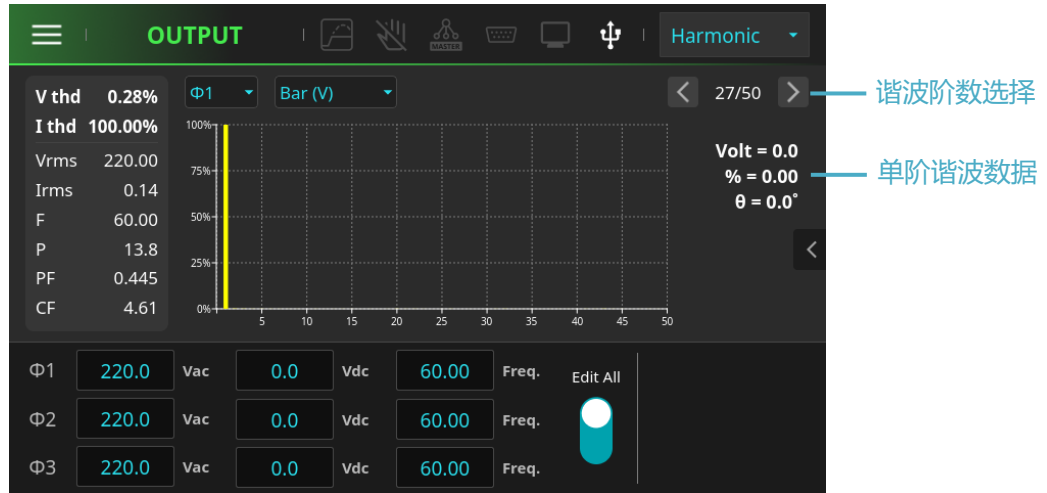 OUTPUT
MASTER
Harmonic
V thd 0.28%
I thd 100.00%
Vrms 220.00
Irms 0.14
F 60.00
P 13.8
PF 0.445
CF 4.61
Φ1
Bar (V)
27/50
谐波阶数选择
100%
75%
50%
25%
0%
5 10 15 20 25 30 35 40 45 50
Volt = 0.0
% = 0.00
θ = 0.0°
单阶谐波数据
Φ1 220.0 Vac 0.0 Vdc 60.00 Freq.
Edit All
Φ2 220.0 Vac 0.0 Vdc 60.00 Freq.
Φ3 220.0 Vac 0.0 Vdc 60.00 Freq.